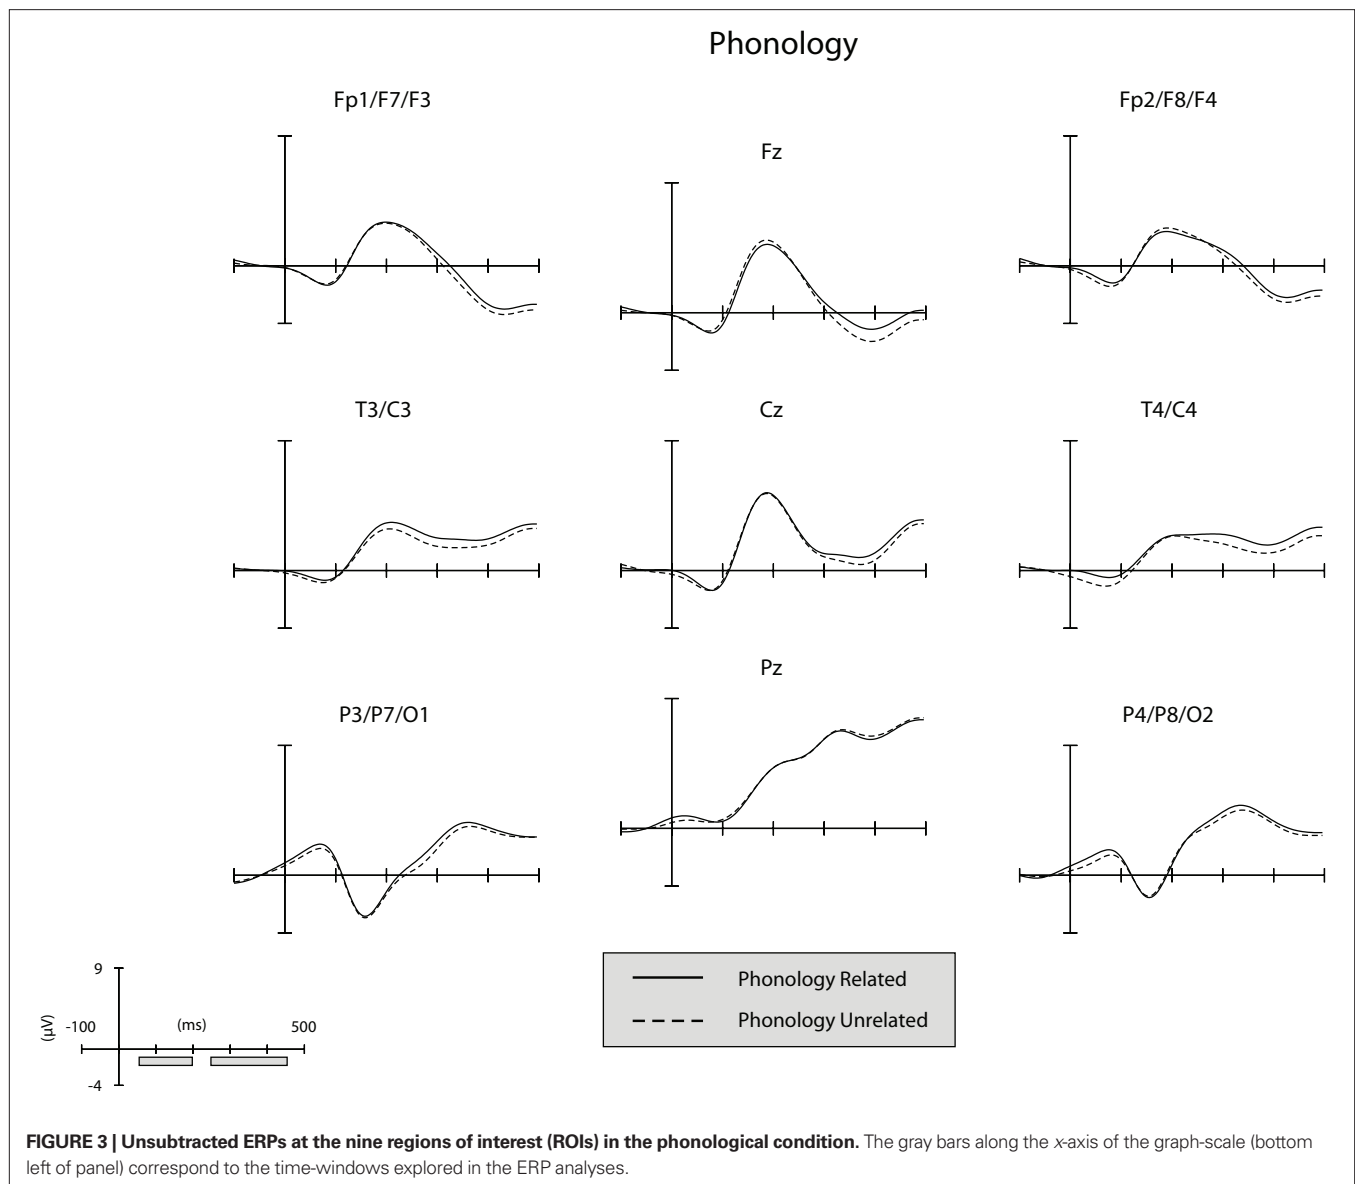 Phonology
Fp1/F7/F3
Fp2/F8/F4
Fz
T3/C3
Cz
T4/C4
Pz
P3/P7/O1
P4/P8/O2
9
(μV)
-100
(ms)
500
-4
Phonology Related
Phonology Unrelated
FIGURE 3 | Unsubtracted ERPs at the nine regions of interest (ROIs) in the phonological condition. The gray bars along the x-axis of the graph-scale (bottom
left of panel) correspond to the time-windows explored in the ERP analyses.